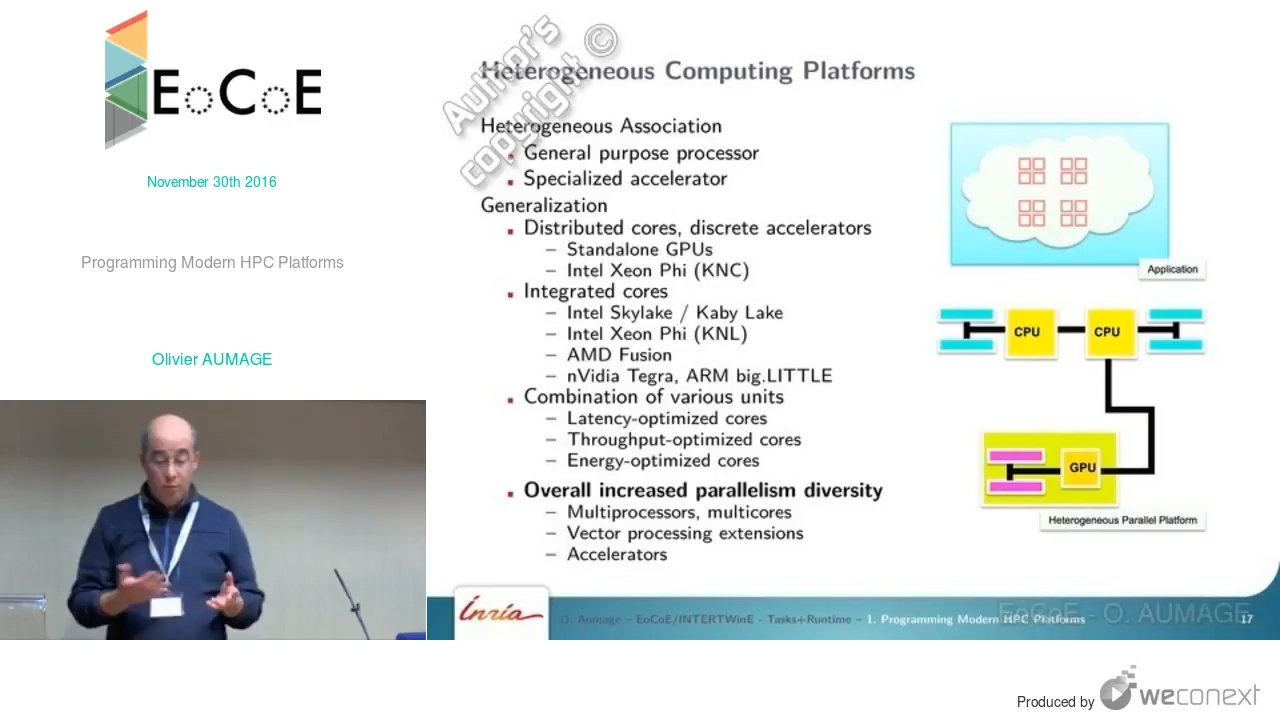 EoCoE
November 30th 2016
Programming Modern HPC Platforms
Olivier AUMAGE
Author's
copyright ©
Heterogeneous Computing Platforms
Heterogeneous Association
General purpose processor
Specialized accelerator
Generalization
Distributed cores, discrete accelerators
– Standalone GPUs
– Intel Xeon Phi (KNC)
Integrated cores
– Intel Skylake / Kaby Lake
– Intel Xeon Phi (KNL)
– AMD Fusion
– nVidia Tegra, ARM big.LITTLE
Combination of various units
– Latency-optimized cores
– Throughput-optimized cores
– Energy-optimized cores
Overall increased parallelism diversity
– Multiprocessors, multicores
– Vector processing extensions
– Accelerators
Application
CPU
CPU
GPU
Heterogeneous Parallel Platform
Inria
O. Aumage – EoCoE/INTERTWinE - Tasks+Runtime – 1. Programming Modern HPC Platforms
EoCoE - O. AUMAGE
17
Produced by
weconext